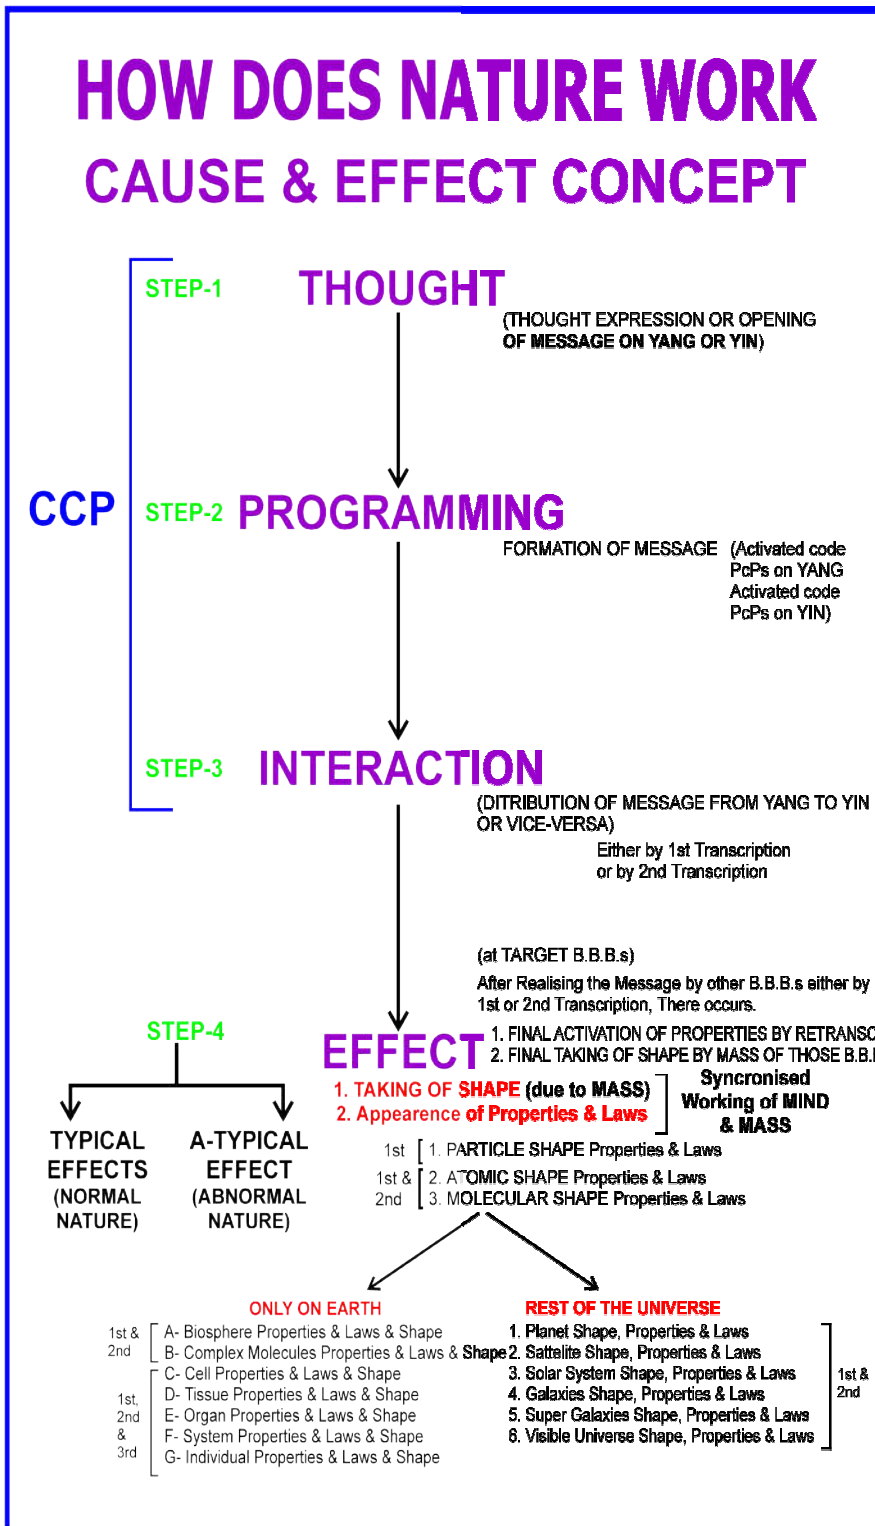 HOW DOES NATURE WORK
CAUSE & EFFECT CONCEPT
STEP-1
THOUGHT
(THOUGHT EXPRESSION OR OPENING
OF MESSAGE ON YANG OR YIN)
CCP
STEP-2
PROGRAMMING
FORMATION OF MESSAGE (Activated code
PcPs on YANG
Activated code
PcPs on YIN)
STEP-3
INTERACTION
(DITRIBUTION OF MESSAGE FROM YANG TO YIN
OR VICE-VERSA)
Either by 1st Transcription
or by 2nd Transcription
(at TARGET B.B.B.s)
After Realising the Message by other B.B.B.s either by
1st or 2nd Transcription, There occurs.
STEP-4
EFFECT
1. FINAL ACTIVATION OF PROPERTIES BY RETRANSC
2. FINAL TAKING OF SHAPE BY MASS OF THOSE B.B.
1. TAKING OF SHAPE (due to MASS)
2. Appearence of Properties & Laws
Syncronised
Working of MIND
& MASS
TYPICAL
EFFECTS
(NORMAL
NATURE)
A-TYPICAL
EFFECT
(ABNORMAL
NATURE)
1st
1. PARTICLE SHAPE Properties & Laws
1st &
2nd
2. ATOMIC SHAPE Properties & Laws
3. MOLECULAR SHAPE Properties & Laws
ONLY ON EARTH
1st &
2nd
A- Biosphere Properties & Laws & Shape
B- Complex Molecules Properties & Laws & Shape
1st,
2nd
&
3rd
C- Cell Properties & Laws & Shape
D- Tissue Properties & Laws & Shape
E- Organ Properties & Laws & Shape
F- System Properties & Laws & Shape
G- Individual Properties & Laws & Shape
REST OF THE UNIVERSE
1. Planet Shape, Properties & Laws
2. Sattelite Shape, Properties & Laws
3. Solar System Shape, Properties & Laws
4. Galaxies Shape, Properties & Laws
5. Super Galaxies Shape, Properties & Laws
6. Visible Universe Shape, Properties & Laws
1st &
2nd